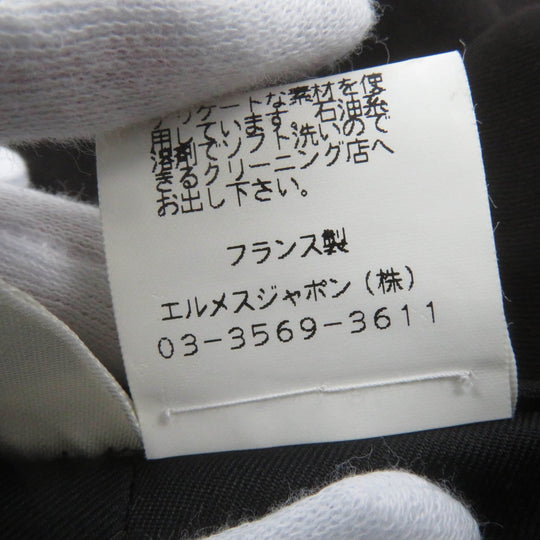 デリケートな素材を使
用しています。石油系
溶剤でソフト洗いので
きるクリーニング店へ
お出し下さい。
フランス製
エルメスジャポン（株）
03-3569-3611